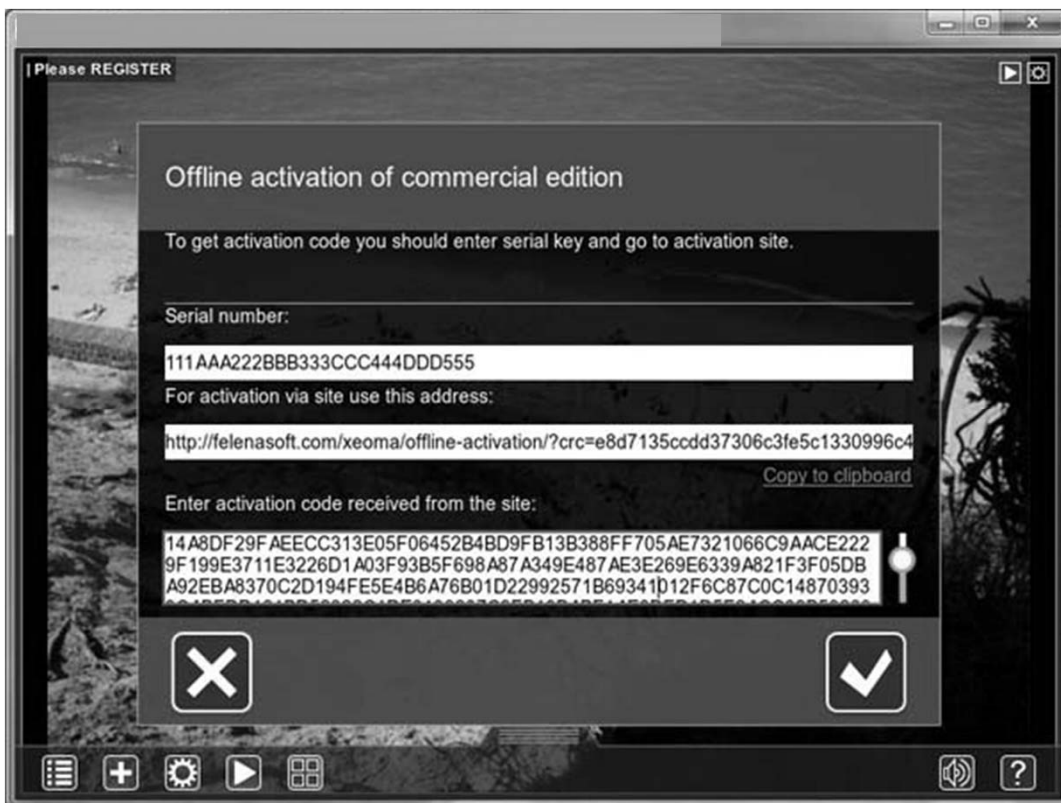 | Please REGISTER
Offline activation of commercial edition
To get activation code you should enter serial key and go to activation site.
Serial number:
111AAA222BBB333CCC444DDD555
For activation via site use this address:
http://felenasoft.com/xeoma/offline-activation/?crc=e8d7135ccdd37306c3fe5c1330996c4
Copy to clipboard
Enter activation code received from the site:
14A8DF29FAEECC313E05F06452B4BD9FB13B388FF705AE7321066C9AACE2229
9F199E3711E3226D1A03F93B5F698A87A349E487AE3E269E6339A821F3F05DB
A92EBA8370C2D194FE5E4B6A76B01D22992571B69341012F6C87C0C14870393
?